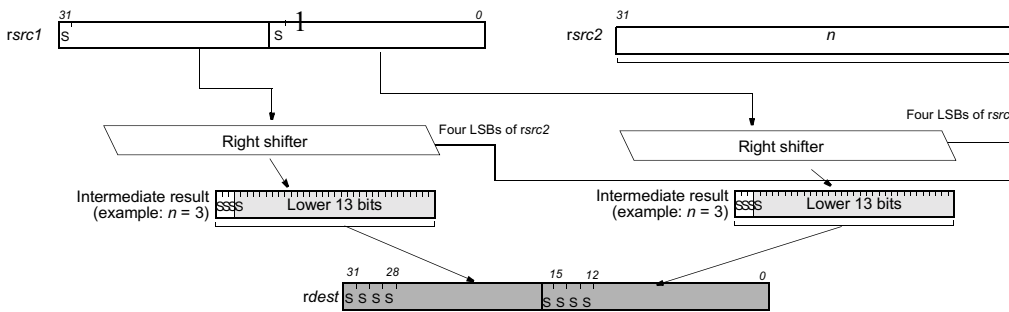 31 1 0 31
rsrc1 S S rsrc2 n
Four LSBs of rsrc2 Four LSBs of rsrc
Right shifter Right shifter
Intermediate result SSSS Lower 13 bits Intermediate result SSSS Lower 13 bits
(example: n = 3) (example: n = 3)
31 28 15 12 0
rdest S S S S S S S S